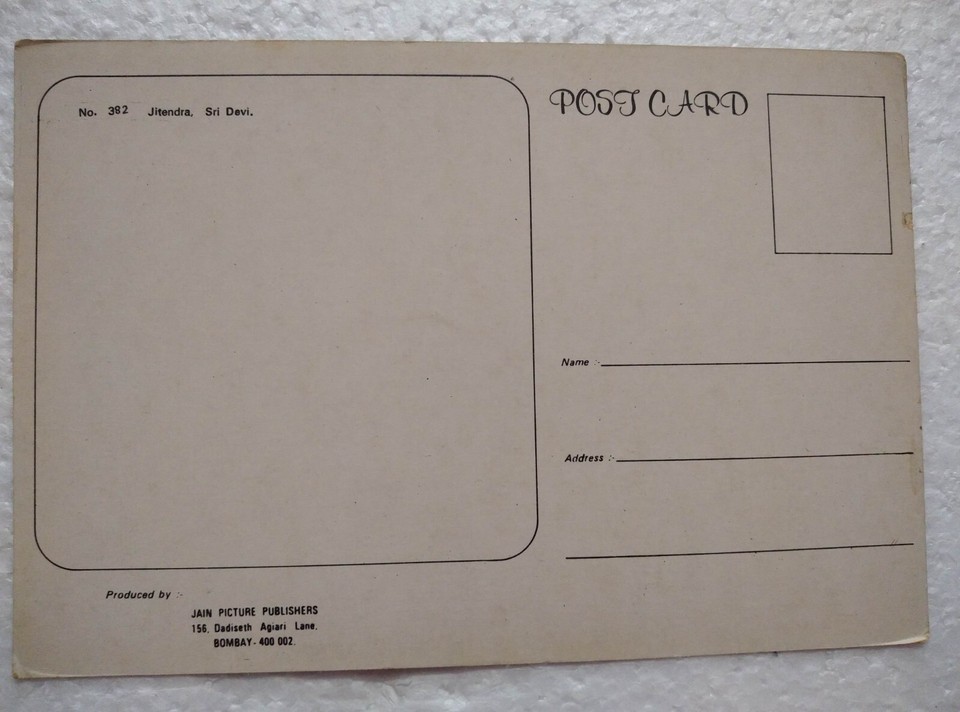 No. 382 Jitendra, Sri Devi.
POST CARD
Name :-
Address :-
Produced by :-
JAIN PICTURE PUBLISHERS
156, Dadiseth Agiari Lane,
BOMBAY - 400 002.